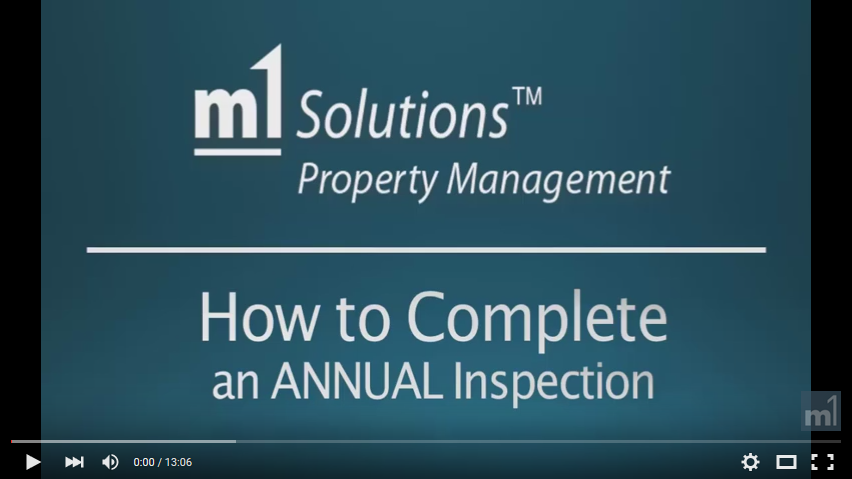 m1 Solutions™
Property Management
How to Complete
an ANNUAL Inspection
m1
0:00 / 13:06